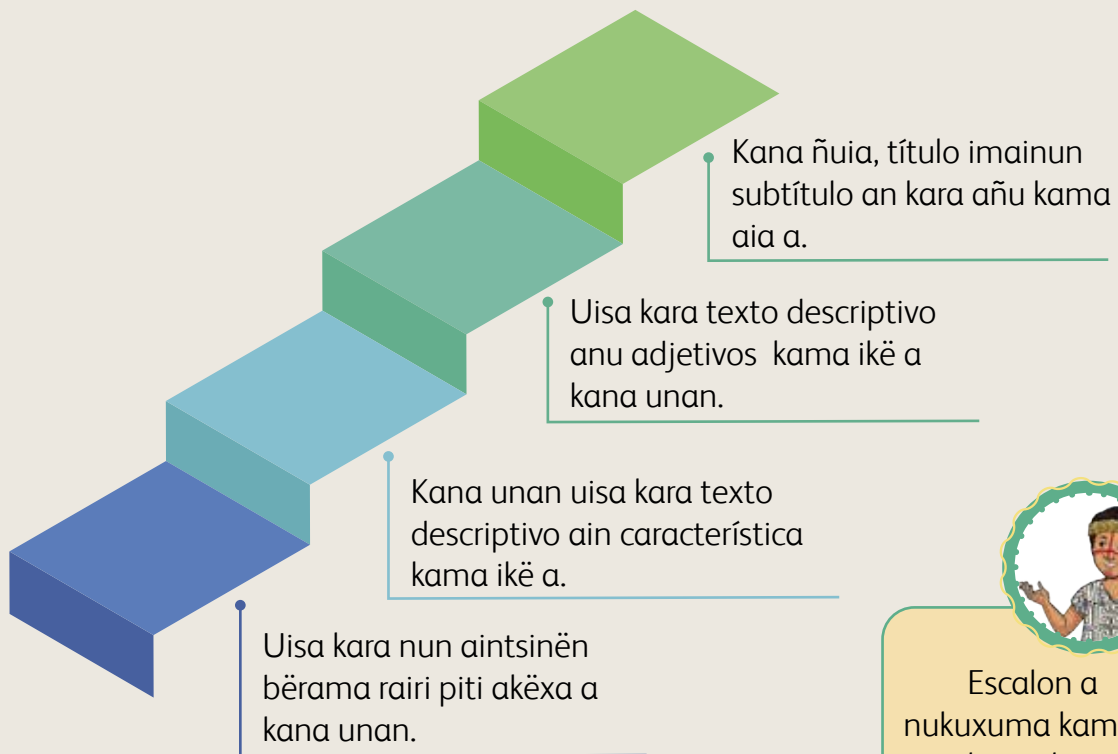 Kana ñuia, título imainun
subtítulo an kara añu kama
aia a.
Uisa kara texto descriptivo
anu adjetivos kama ikë a
kana unan.
Kana unan uisa kara texto
descriptivo ain característica
kama ikë a.
Uisa kara nun aintsinën
bërama rairi piti akëxa a
kana unan.
Escalon a
nukuxuma